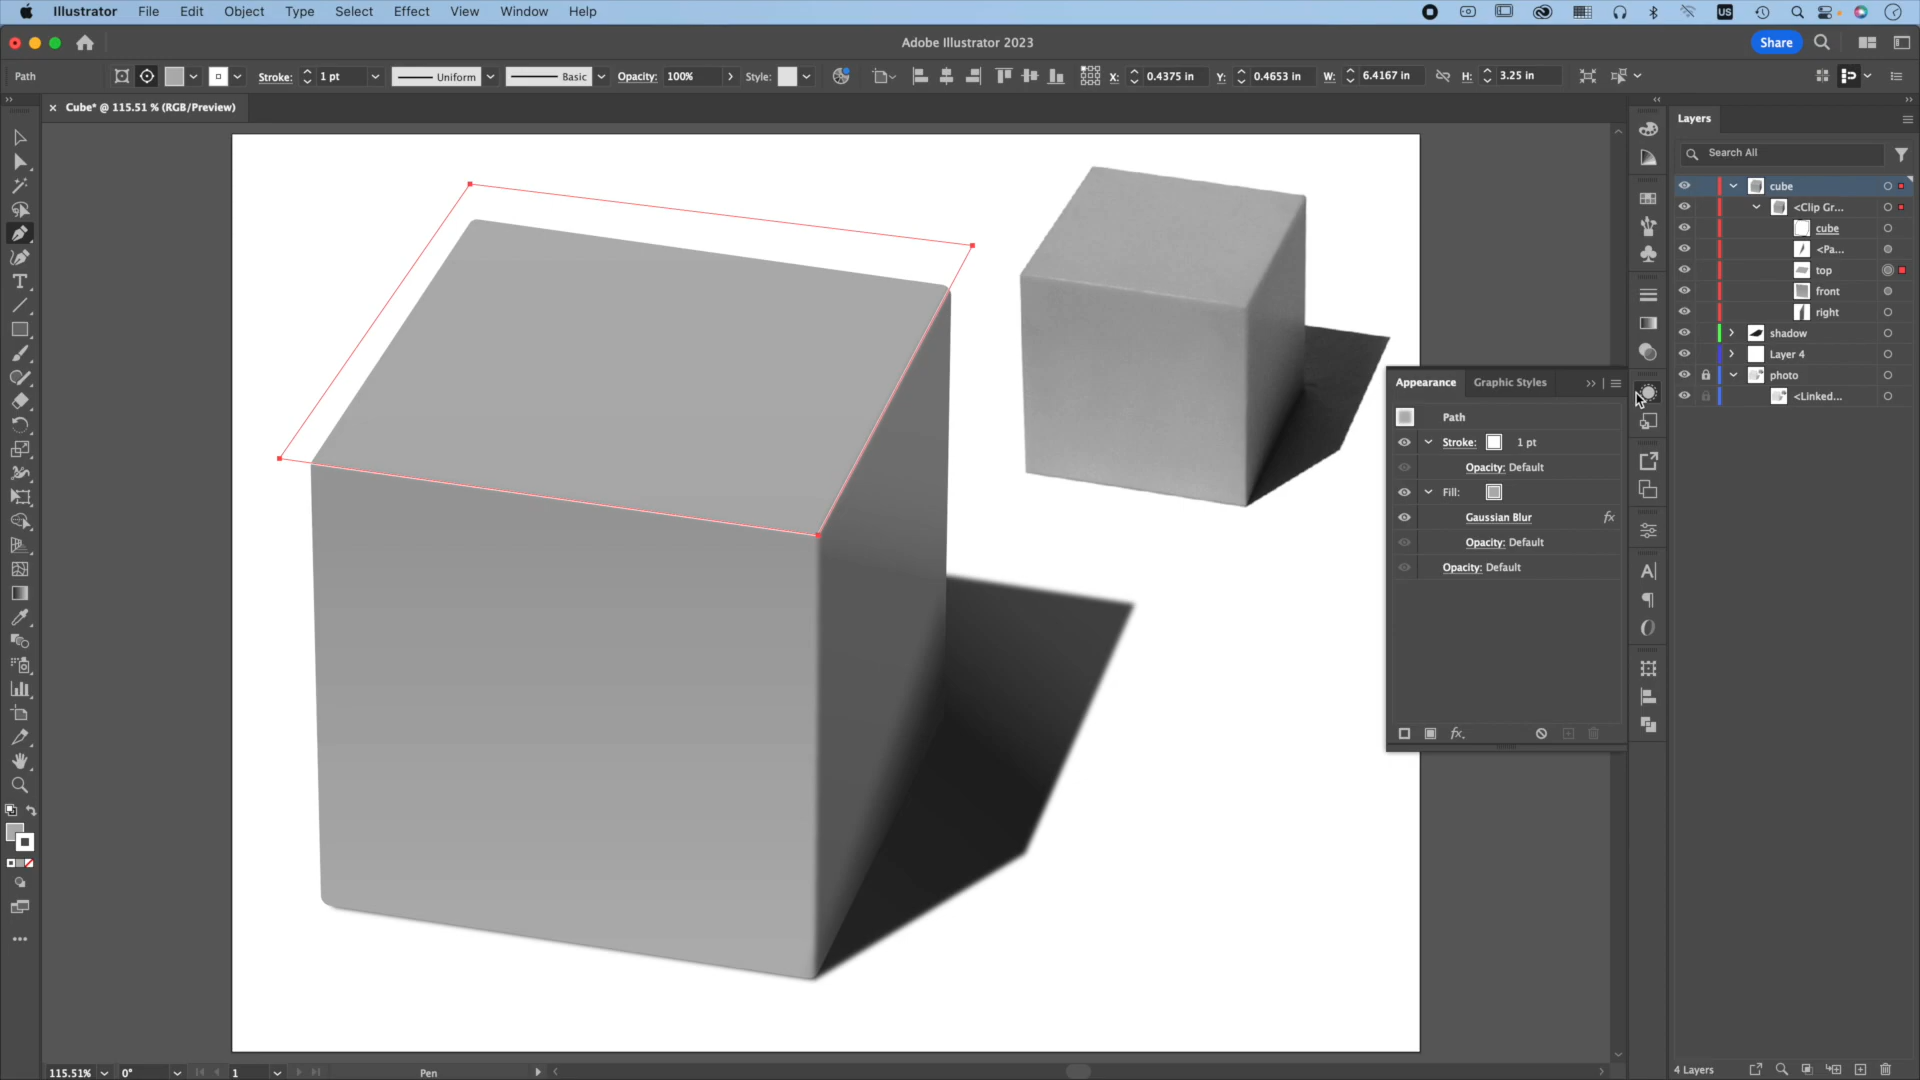 Illustrator File Edit Object Type Select Effect View Window Help
US
Adobe Illustrator 2023
Share
Path
Stroke: 1 pt Uniform Basic Opacity: 100% Style: X: 0.4375 in Y: 0.4653 in W: 6.4167 in H: 3.25 in
Cube* @ 115.51 % (RGB/Preview)
Layers
Search All
cube
<Clip Gr...
cube
<Pa...
top
front
right
shadow
Layer 4
photo
<Linked...
Appearance Graphic Styles
Path
Stroke: 1 pt
Opacity: Default
Fill:
Gaussian Blur fx
Opacity: Default
Opacity: Default
fx.
115.51% 0° 1 Pen
4 Layers